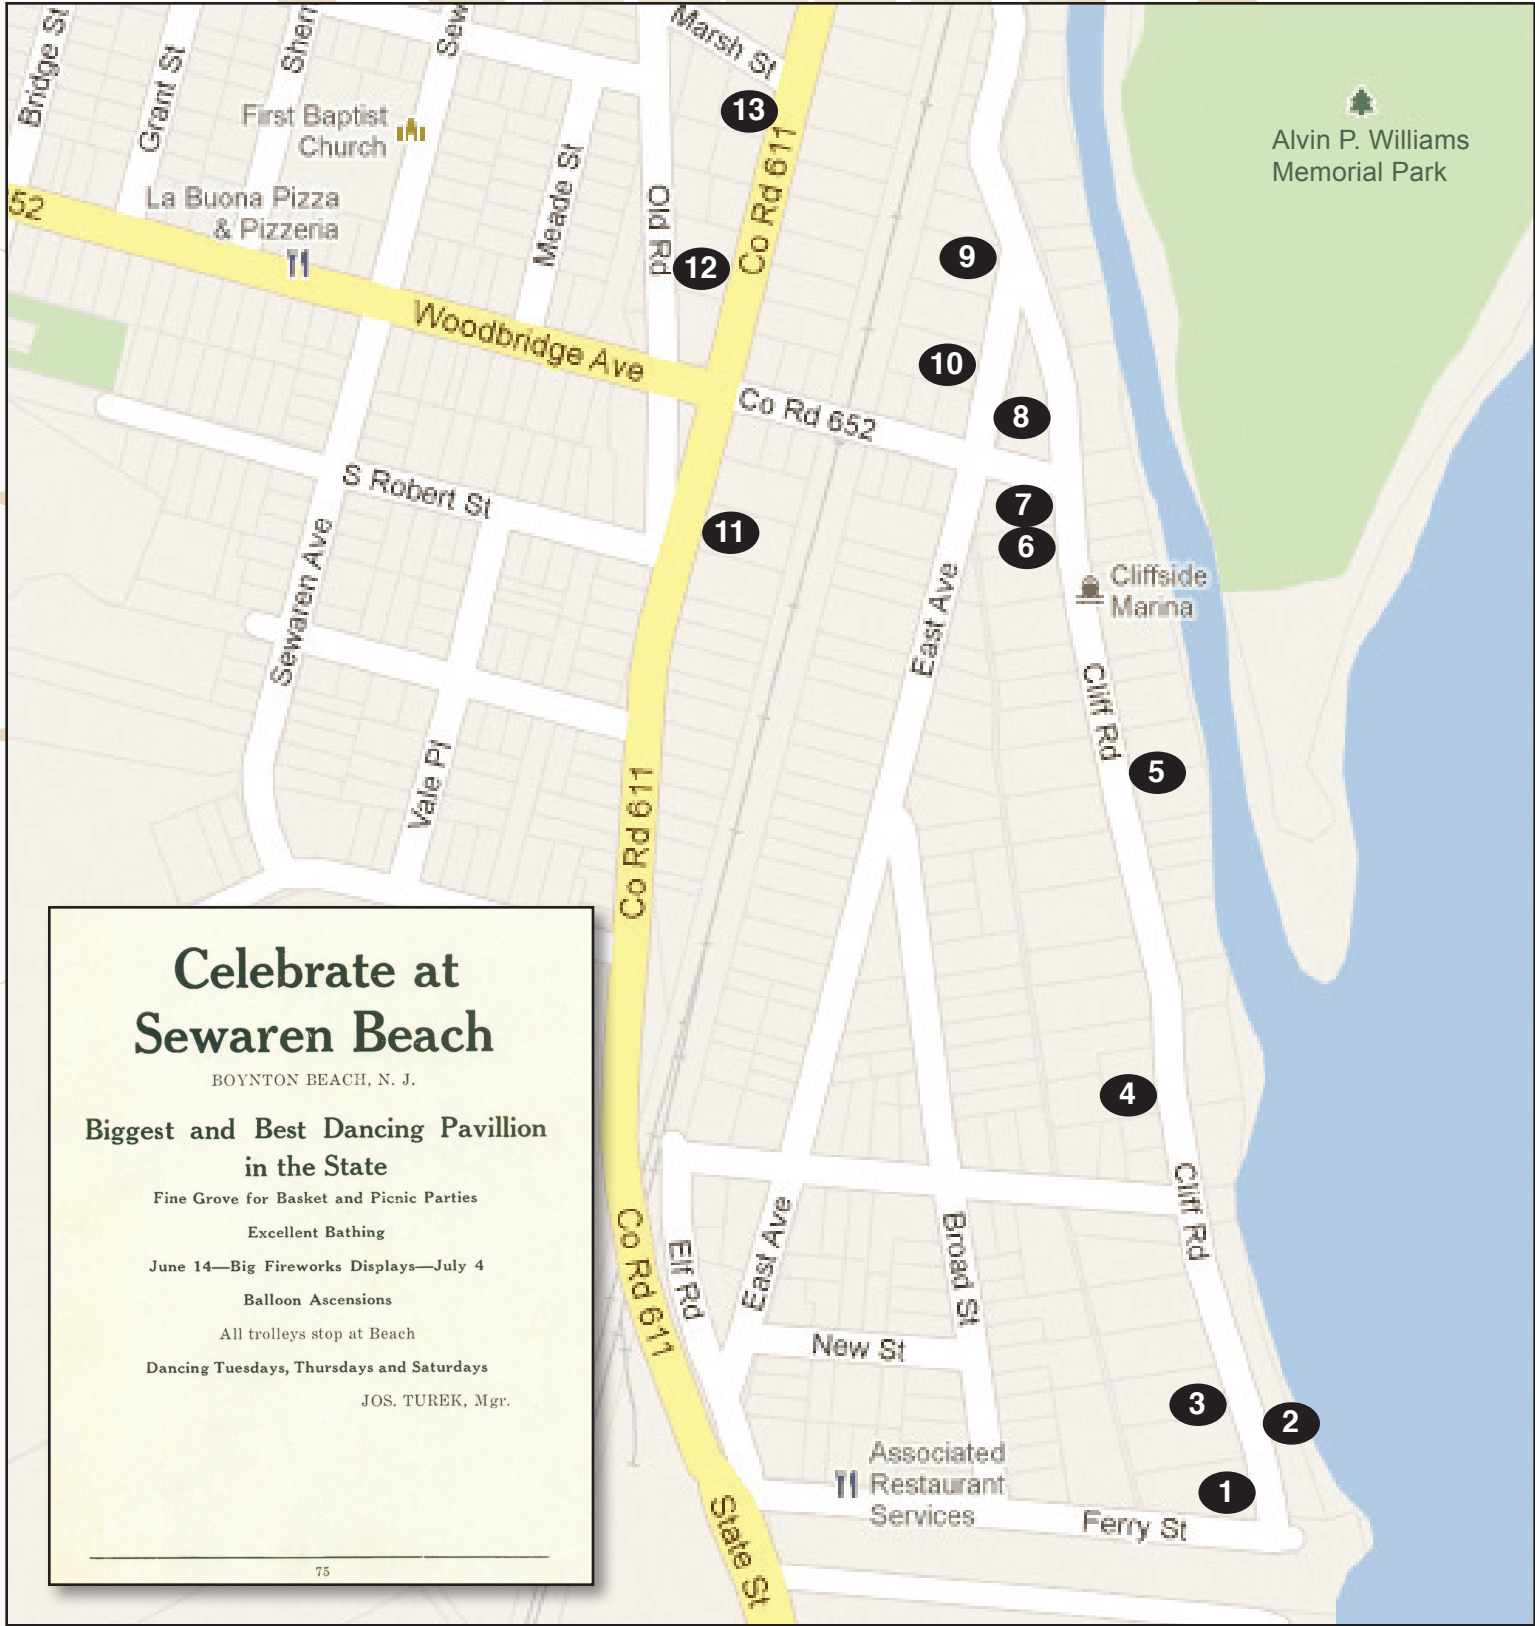 Bridge St
Grant St
Sherr
Sew
Marsh St
13
Co Rd 611
Alvin P. Williams
Memorial Park
First Baptist
Church
La Buona Pizza
& Pizzeria
Meade St
Old Rd
12
52
Woodbridge Ave
9
10
8
Co Rd 652
7
6
11
S Robert St
Sewaren Ave
East Ave
Cliffside
Marina
Cliff Rd
5
Vale Pl
Co Rd 611
4
Cliff Rd
Co Rd 611
Elf Rd
East Ave
Broad St
New St
3
2
1
Associated
Restaurant
Services
Ferry St
State St
Celebrate at
Sewaren Beach
BOYNTON BEACH, N. J.
Biggest and Best Dancing Pavillion
in the State
Fine Grove for Basket and Picnic Parties
Excellent Bathing
June 14—Big Fireworks Displays—July 4
Balloon Ascensions
All trolleys stop at Beach
Dancing Tuesdays, Thursdays and Saturdays
JOS. TUREK, Mgr.
75